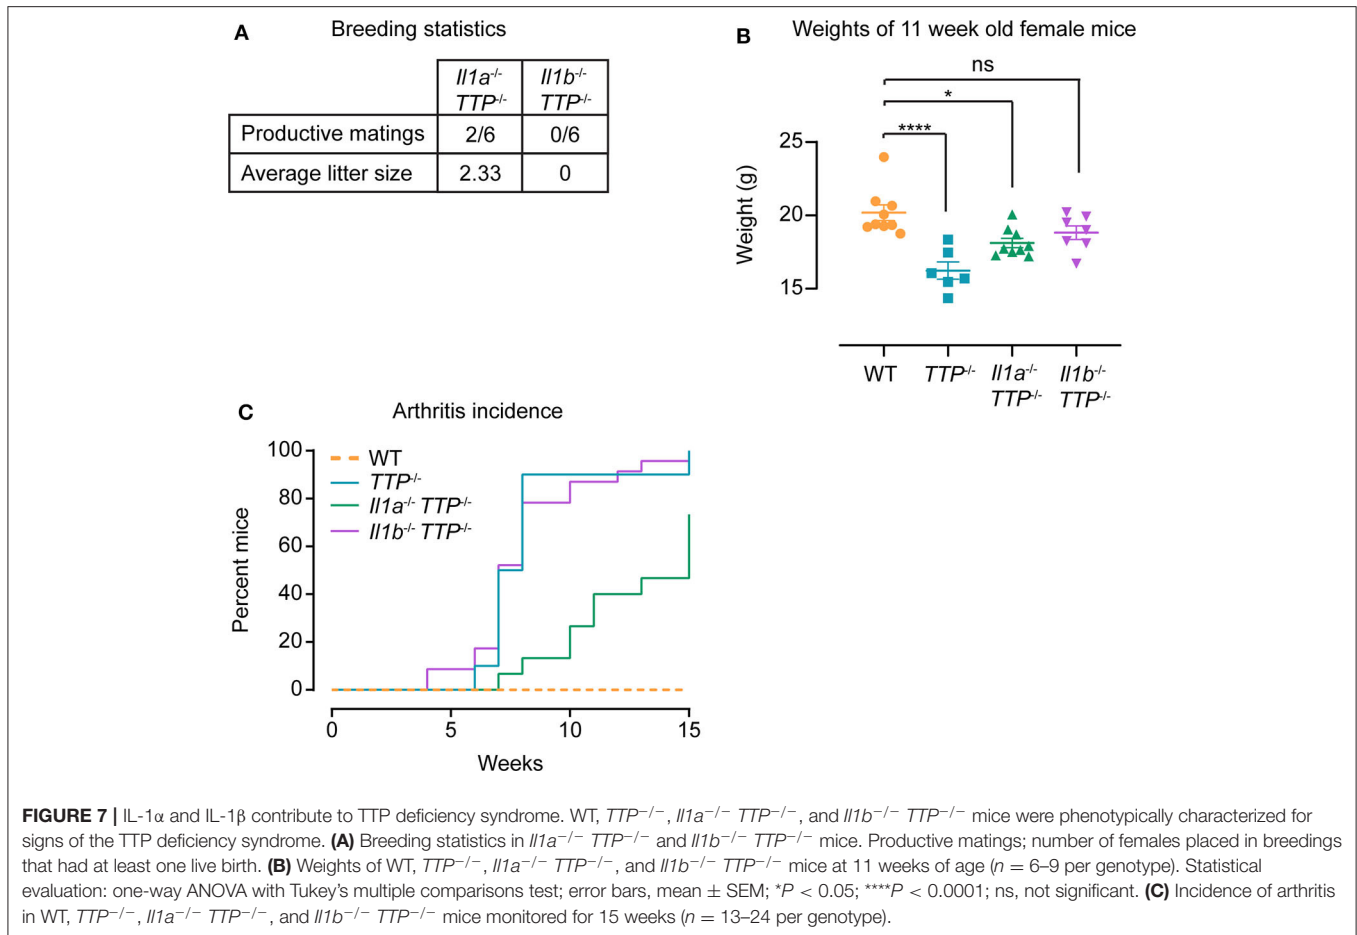 A Breeding statistics
Il1a-/- TTP-/- Il1b-/- TTP-/-
Productive matings 2/6 0/6
Average litter size 2.33 0
B Weights of 11 week old female mice
ns
*
****
25
20
15
Weight (g)
WT TTP-/- Il1a-/- TTP-/- Il1b-/- TTP-/-
C Arthritis incidence
100
80
60
40
20
0
Percent mice
WT
TTP-/-
Il1a-/- TTP-/-
Il1b-/- TTP-/-
0 5 10 15
Weeks
FIGURE 7 | IL-1α and IL-1β contribute to TTP deficiency syndrome. WT, TTP−/−, Il1a−/− TTP−/−, and Il1b−/− TTP−/− mice were phenotypically characterized for
signs of the TTP deficiency syndrome. (A) Breeding statistics in Il1a−/− TTP−/− and Il1b−/− TTP−/− mice. Productive matings; number of females placed in breedings
that had at least one live birth. (B) Weights of WT, TTP−/−, Il1a−/− TTP−/−, and Il1b−/− TTP−/− mice at 11 weeks of age (n = 6–9 per genotype). Statistical
evaluation: one-way ANOVA with Tukey's multiple comparisons test; error bars, mean ± SEM; *P < 0.05; ****P < 0.0001; ns, not significant. (C) Incidence of arthritis
in WT, TTP−/−, Il1a−/− TTP−/−, and Il1b−/− TTP−/− mice monitored for 15 weeks (n = 13–24 per genotype).